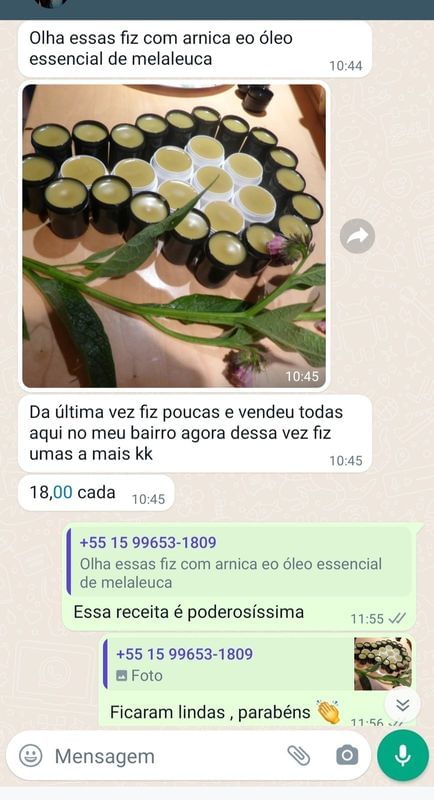 Olha essas fiz com arnica eo óleo
essencial de melaleuca
10:44
10:45
Da última vez fiz poucas e vendeu todas
aqui no meu bairro agora dessa vez fiz
umas a mais kk
10:45
18,00 cada 10:45
+55 15 99653-1809
Olha essas fiz com arnica eo óleo essencial
de melaleuca
Essa receita é poderosíssima
11:55
+55 15 99653-1809
Foto
Ficaram lindas , parabéns 👏
11:56
Mensagem